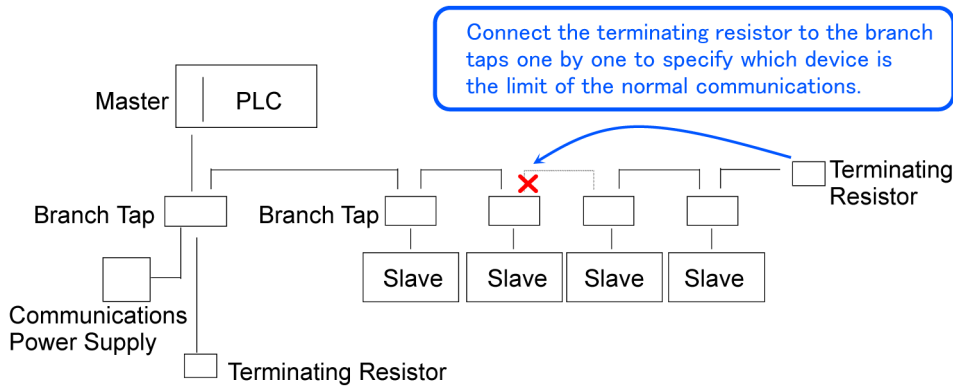 Connect the terminating resistor to the branch
taps one by one to specify which device is
the limit of the normal communications.
Master
PLC
Terminating
Resistor
Branch Tap
Branch Tap
Slave
Slave
Slave
Slave
Communications
Power Supply
Terminating Resistor